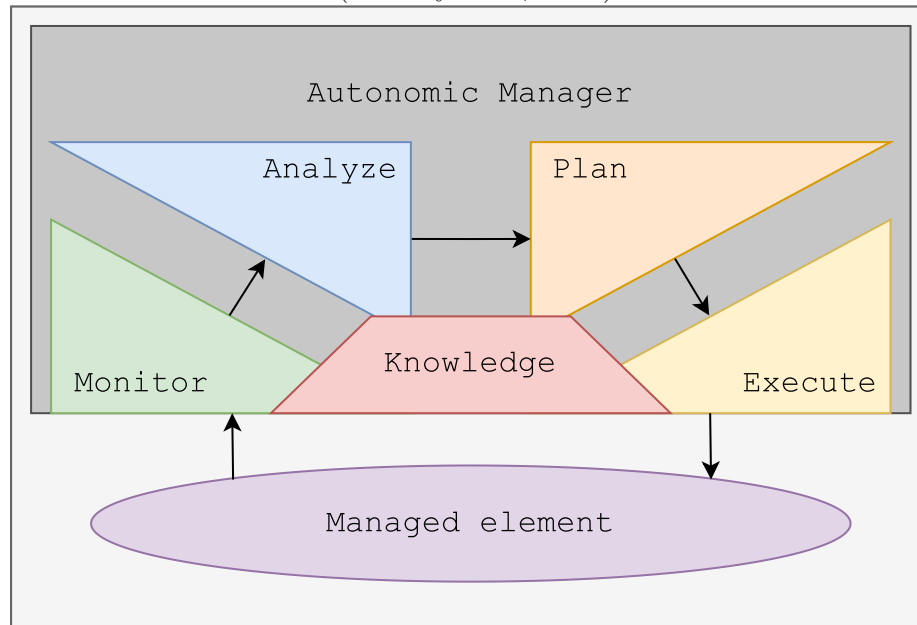 Autonomic Manager
Analyze
Plan
Knowledge
Monitor
Execute
Managed element